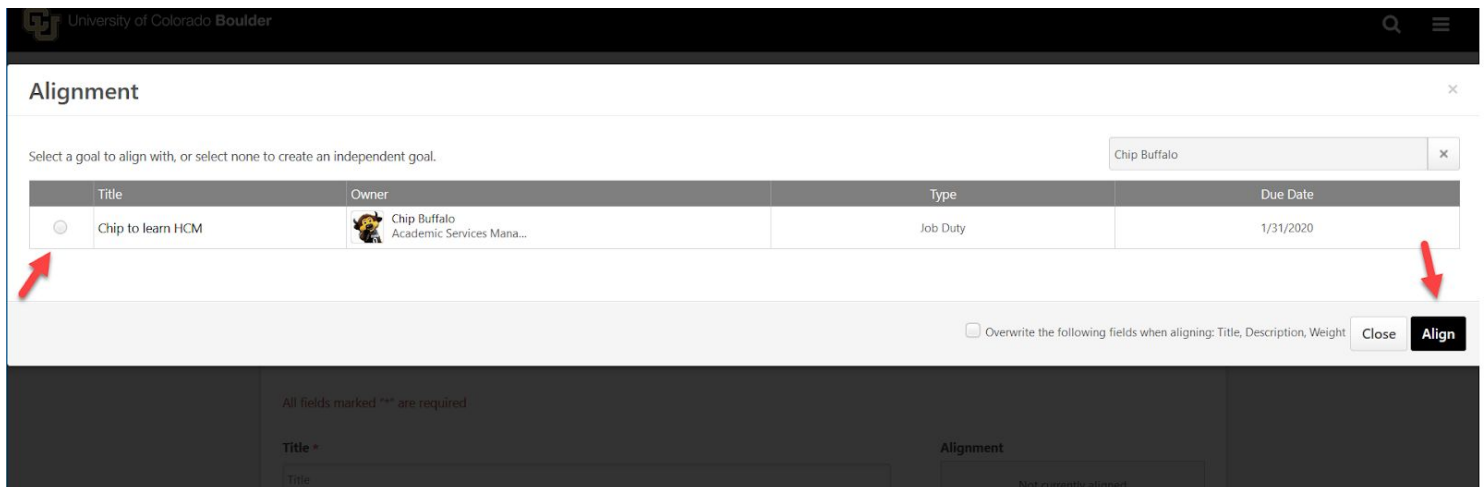 University of Colorado Boulder
Alignment
Select a goal to align with, or select none to create an independent goal.
Chip Buffalo
Title Owner Type Due Date
Chip to learn HCM Chip Buffalo Job Duty 1/31/2020
Academic Services Mana...
Overwrite the following fields when aligning: Title, Description, Weight Close Align
All fields marked "*" are required
Title * Alignment
Title Not currently aligned.